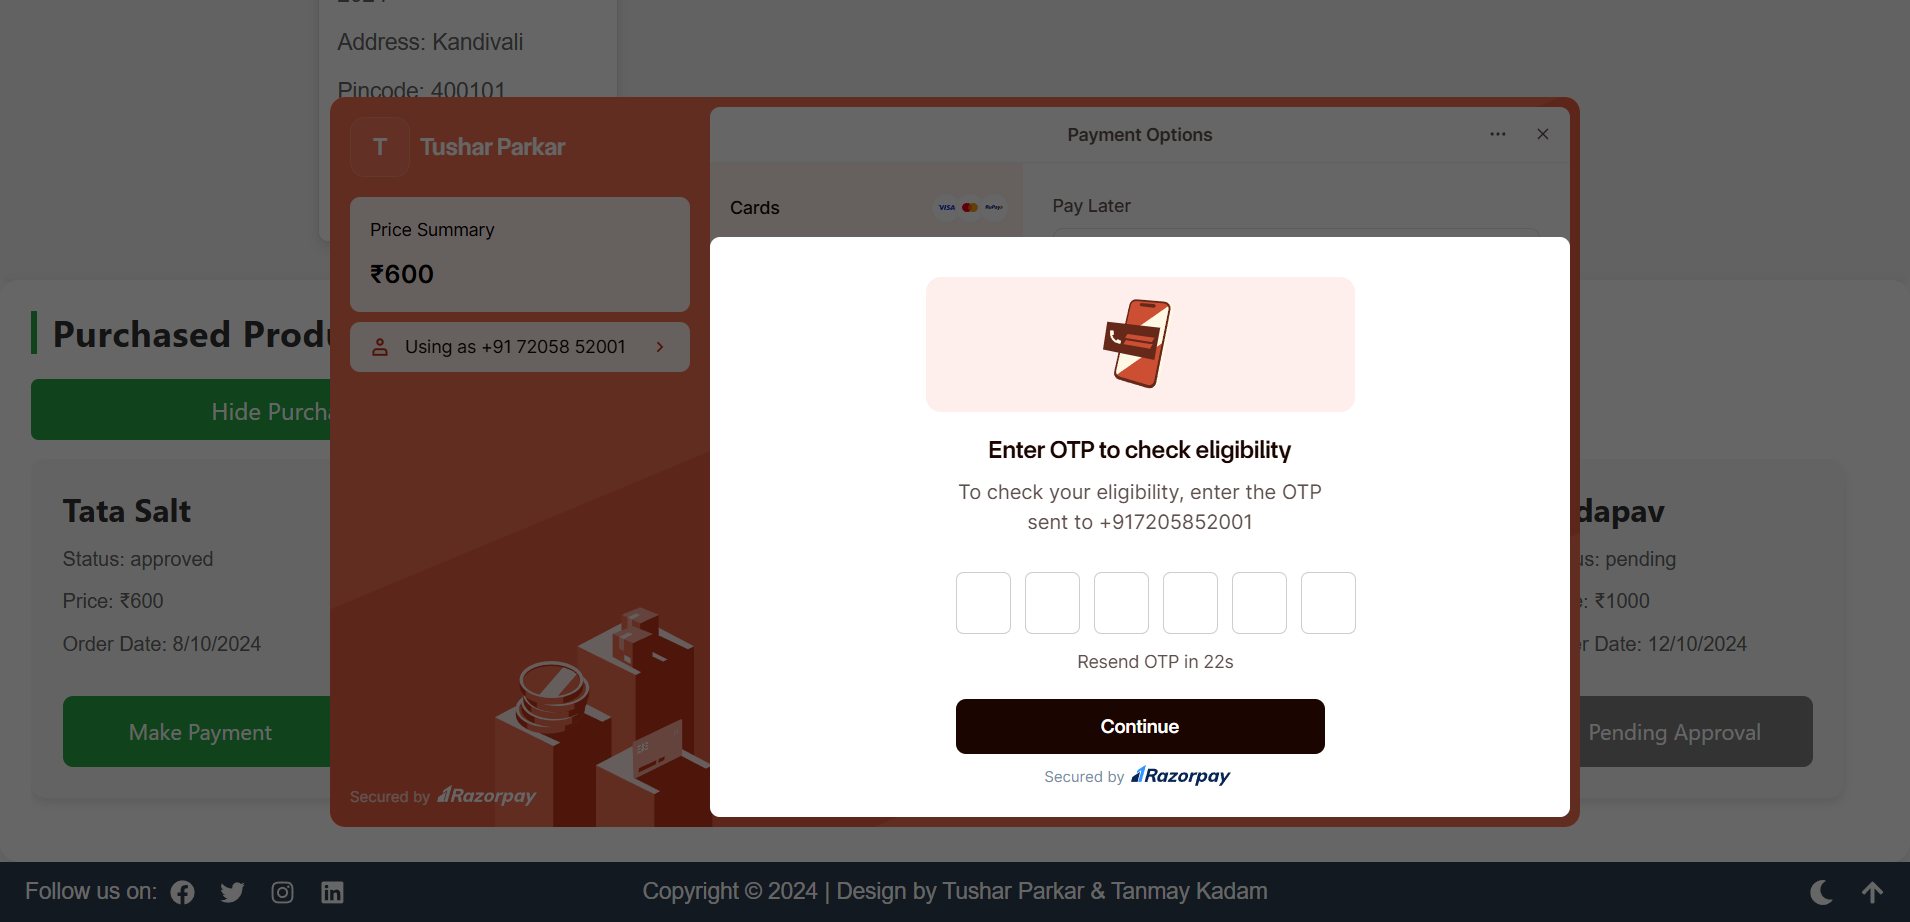 Address: Kandivali
Pincode: 400101
T
Tushar Parkar
Price Summary
₹600
Using as +91 72058 52001
Secured by Razorpay
Payment Options
Cards
VISA
RuPay
Pay Later
Enter OTP to check eligibility
To check your eligibility, enter the OTP
sent to +917205852001
Resend OTP in 22s
Continue
Secured by Razorpay
Purchased Produ
Hide Purcha
Tata Salt
Status: approved
Price: ₹600
Order Date: 8/10/2024
Make Payment
dapav
us: pending
e: ₹1000
er Date: 12/10/2024
Pending Approval
Follow us on:
Copyright © 2024 | Design by Tushar Parkar & Tanmay Kadam